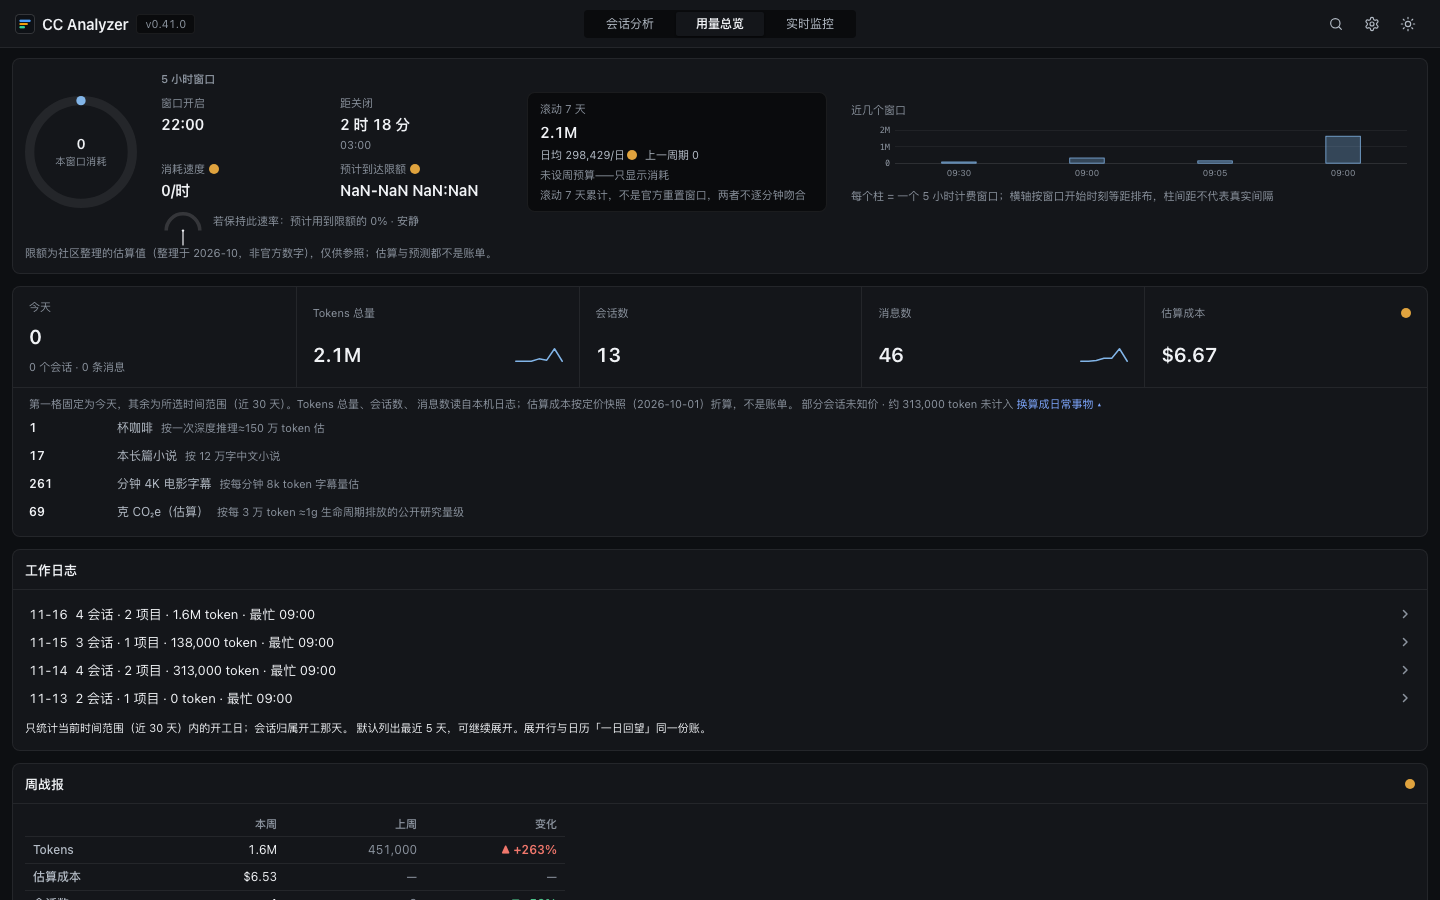 CC Analyzer v0.41.0 会话分析 用量总览 实时监控
5 小时窗口
0
本窗口消耗
窗口开启
22:00
距关闭
2 时 18 分
03:00
消耗速度
0/时
预计到达限额
NaN-NaN NaN:NaN
若保持此速率：预计用到限额的 0% · 安静
滚动 7 天
2.1M
日均 298,429/日 上一周期 0
未设周预算——只显示消耗
滚动 7 天累计，不是官方重置窗口，两者不逐分钟吻合
近几个窗口
2M
1M
0
09:30 09:00 09:05 09:00
每个柱 = 一个 5 小时计费窗口；横轴按窗口开始时刻等距排布，柱间距不代表真实间隔
限额为社区整理的估算值（整理于 2026-10，非官方数字），仅供参照；估算与预测都不是账单。
今天
0
0 个会话 · 0 条消息
Tokens 总量
2.1M
会话数
13
消息数
46
估算成本
$6.67
第一格固定为今天，其余为所选时间范围（近 30 天）。Tokens 总量、会话数、 消息数读自本机日志；估算成本按定价快照（2026-10-01）折算，不是账单。 部分会话未知价 · 约 313,000 token 未计入 换算成日常事物
1 杯咖啡 按一次深度推理≈150 万 token 估
17 本长篇小说 按 12 万字中文小说
261 分钟 4K 电影字幕 按每分钟 8k token 字幕量估
69 克 CO₂e（估算） 按每 3 万 token ≈1g 生命周期排放的公开研究量级
工作日志
11-16 4 会话 · 2 项目 · 1.6M token · 最忙 09:00
11-15 3 会话 · 1 项目 · 138,000 token · 最忙 09:00
11-14 4 会话 · 2 项目 · 313,000 token · 最忙 09:00
11-13 2 会话 · 1 项目 · 0 token · 最忙 09:00
只统计当前时间范围（近 30 天）内的开工日；会话归属开工那天。 默认列出最近 5 天，可继续展开。展开行与日历「一日回望」同一份账。
周战报
本周 上周 变化
Tokens 1.6M 451,000 ▲ +263%
估算成本 $6.53 — —